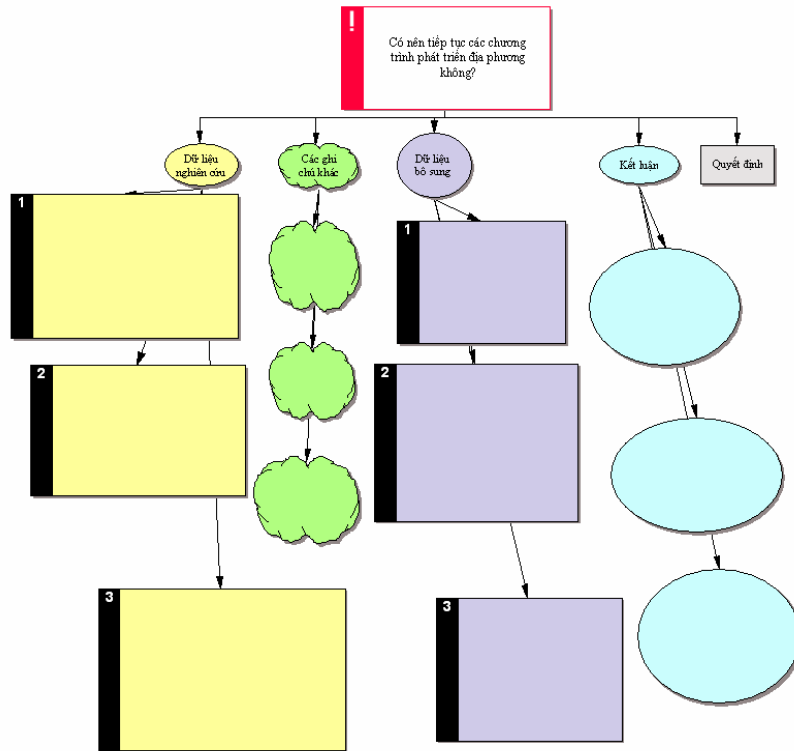 !
Có nên tiếp tục các chương
trình phát triển địa phương
không?
Dữ liệu
nghiên cứu
Các ghi
chú khác
Dữ liệu
bổ sung
Kết luận
Quyết định
1
1
2
2
3
3